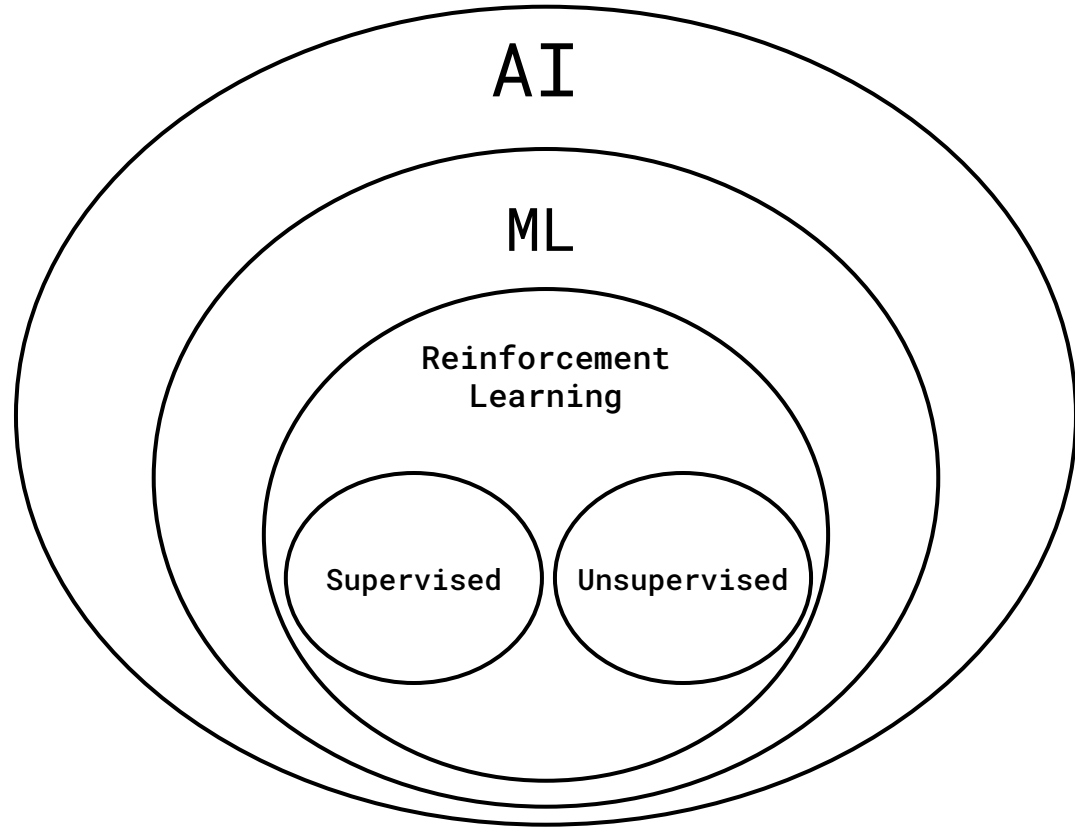 AI
ML
Reinforcement
Learning
Supervised
Unsupervised